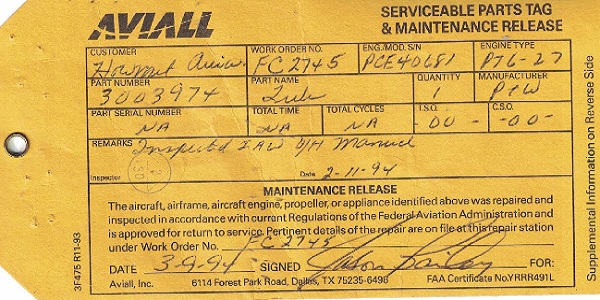 AVIALL
SERVICEABLE PARTS TAG
& MAINTENANCE RELEASE
CUSTOMER WORK ORDER NO. ENG./MOD. S/N ENGINE TYPE
FC2745 PCE40681 PT6-27
PART NUMBER PART NAME QUANTITY MANUFACTURER
3003974 Tube 1 P+W
PART SERIAL NUMBER TOTAL TIME TOTAL CYCLES T.S.O. C.S.O.
NA NA NA -00- -00-
REMARKS Inspected IAW O/H Manual
Inspector Date 2-11-94
MAINTENANCE RELEASE
The aircraft, airframe, aircraft engine, propeller, or appliance identified above was repaired and
inspected in accordance with current Regulations of the Federal Aviation Administration and
is approved for return to service. Pertinent details of the repair are on file at this repair station
under Work Order No. FC2745
DATE 3-9-94 SIGNED FOR:
Aviall, Inc. 6114 Forest Park Road, Dallas, TX 75235-6498 FAA Certificate No. YRRR491L
3F475 R11-93
Supplemental Information on Reverse Side